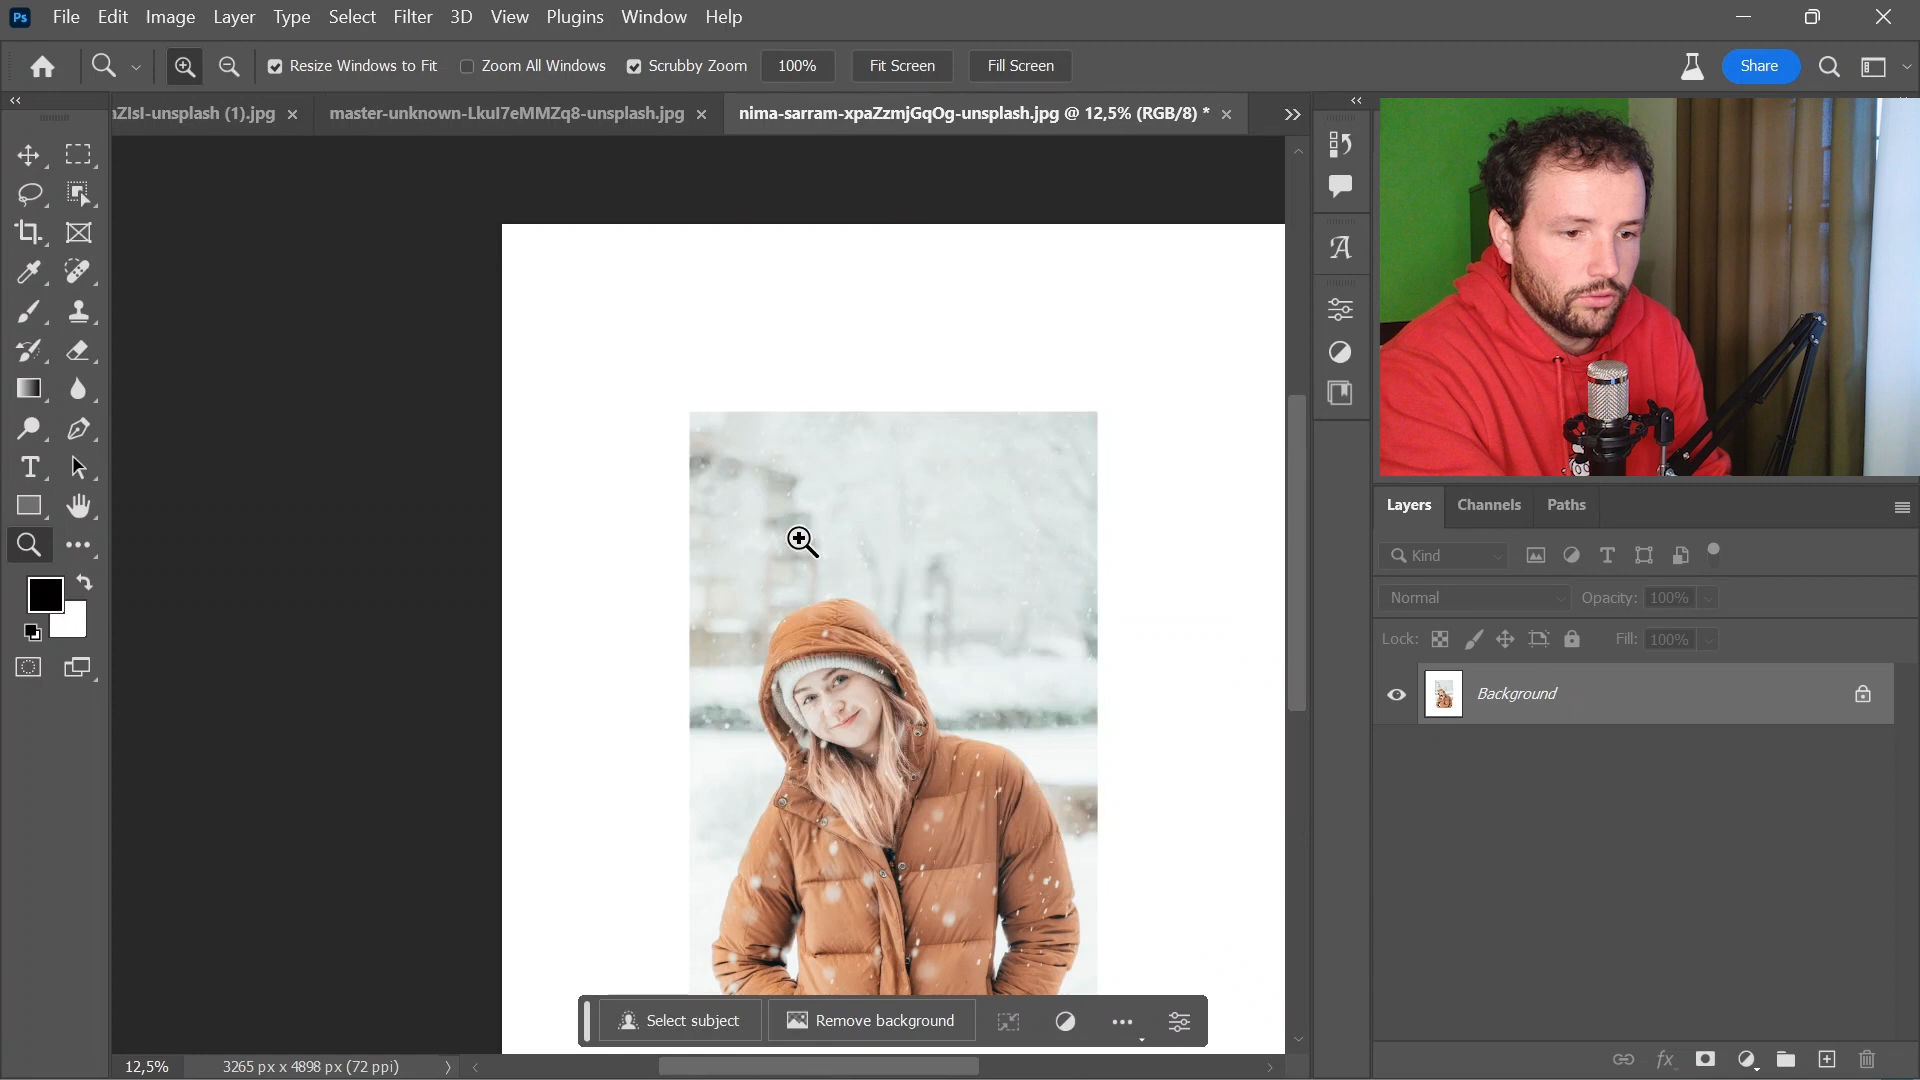 Ps File Edit Image Layer Type Select Filter 3D View Plugins Window Help
Resize Windows to Fit Zoom All Windows Scrubby Zoom 100% Fit Screen Fill Screen Share
ZIsI-unsplash (1).jpg master-unknown-LkuI7eMMZq8-unsplash.jpg nima-sarram-xpaZzmjGqOg-unsplash.jpg @ 12,5% (RGB/8) *
Layers Channels Paths
Kind
Normal Opacity: 100%
Lock: Fill: 100%
Background
Select subject Remove background
12,5% 3265 px x 4898 px (72 ppi)